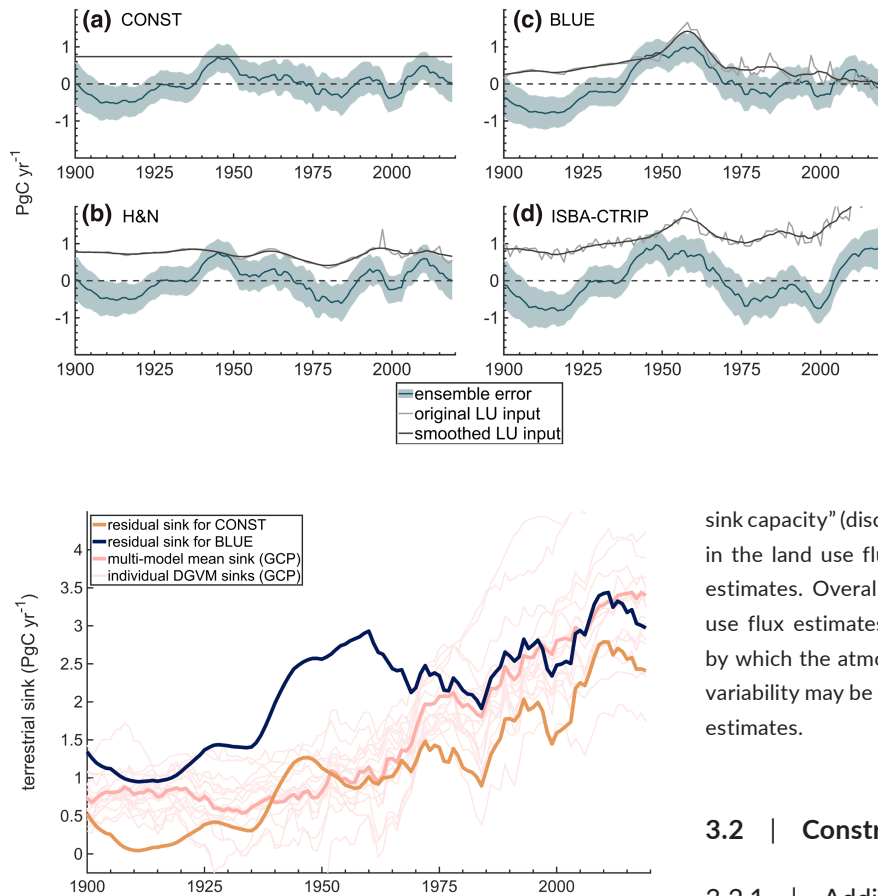 (a) CONST
1
0
-1
1900 1925 1950 1975 2000
(c) BLUE
1
0
-1
1900 1925 1950 1975 2000
PgC yr-1
(b) H&N
1
0
-1
1900 1925 1950 1975 2000
(d) ISBA-CTRIP
1
0
-1
1900 1925 1950 1975 2000
ensemble error
original LU input
smoothed LU input
residual sink for CONST
residual sink for BLUE
multi-model mean sink (GCP)
individual DGVM sinks (GCP)
terrestrial sink (PgC yr-1)
4
3.5
3
2.5
2
1.5
1
0.5
0
1900 1925 1950 1975 2000
sink capacity” (disc
in the land use flu
estimates. Overal
use flux estimates
by which the atmo
variability may be
estimates.
3.2 | Constr